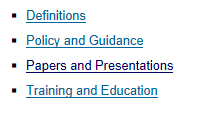 Definitions
Policy and Guidance
Papers and Presentations
Training and Education